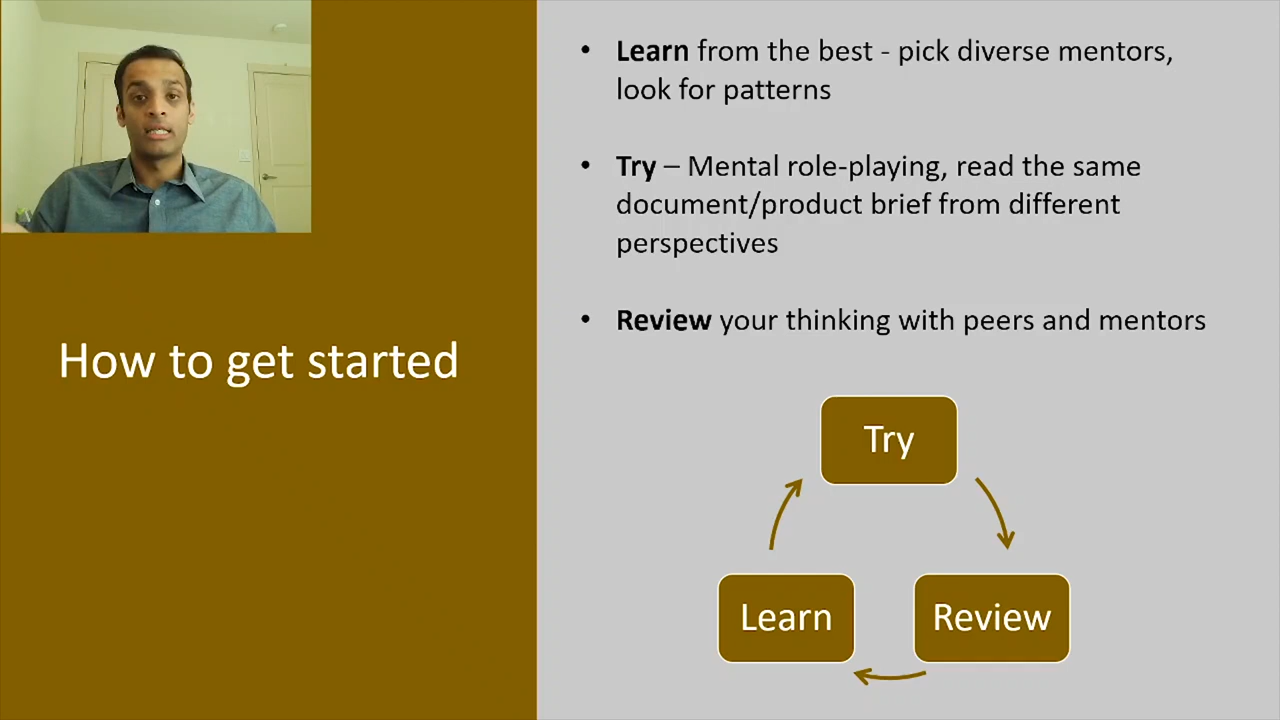 How to get started
• Learn from the best - pick diverse mentors,
look for patterns
• Try – Mental role-playing, read the same
document/product brief from different
perspectives
• Review your thinking with peers and mentors
Try
Learn
Review